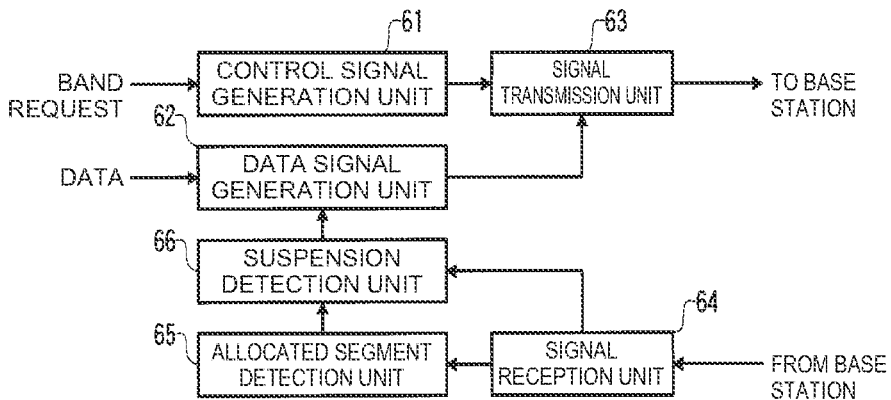 61
63
BAND
REQUEST
CONTROL SIGNAL
GENERATION UNIT
SIGNAL
TRANSMISSION UNIT
TO BASE
STATION
62
DATA
DATA SIGNAL
GENERATION UNIT
66
SUSPENSION
DETECTION UNIT
64
65
ALLOCATED SEGMENT
DETECTION UNIT
SIGNAL
RECEPTION UNIT
FROM BASE
STATION